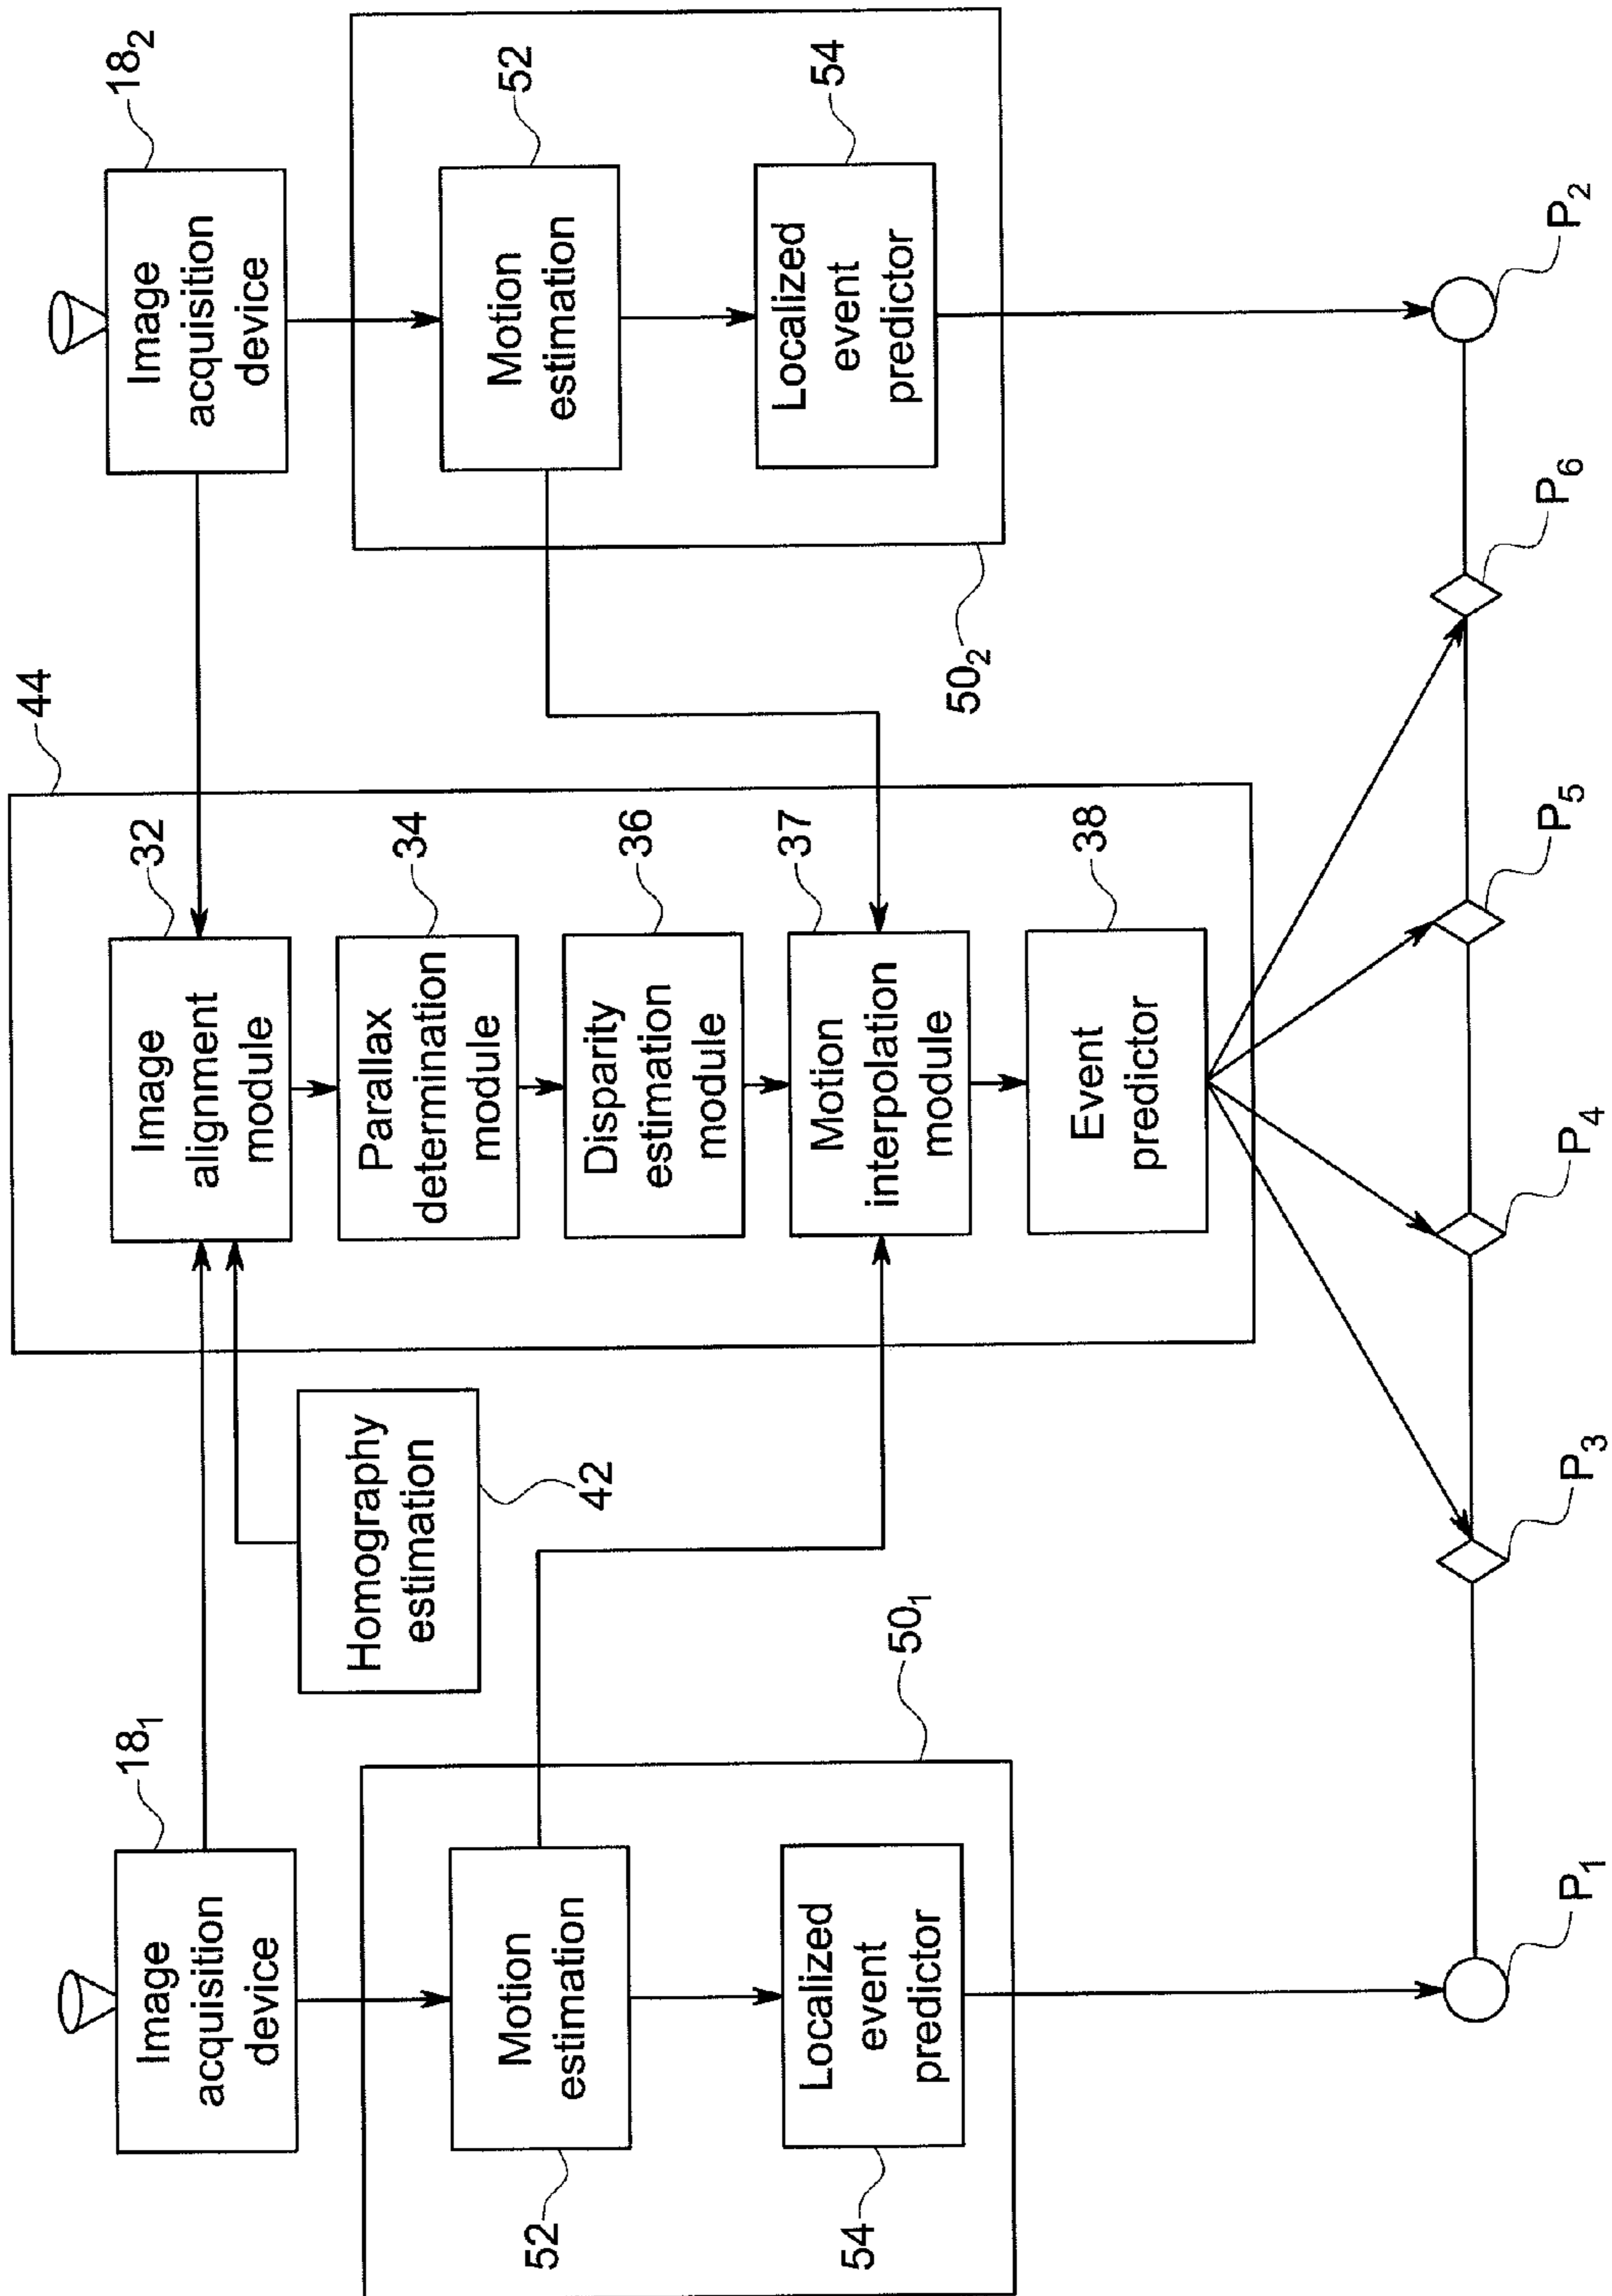 18₁
Image
acquisition
device
44
18₂
Image
acquisition
device
32
Image
alignment
module
Homography
estimation
42
34
Parallax
determination
module
52
Motion
estimation
52
Motion
estimation
36
Disparity
estimation
module
37
Motion
interpolation
module
54
Localized
event
predictor
54
Localized
event
predictor
38
Event
predictor
50₁
50₂
P₁
P₃
P₄
P₅
P₆
P₂